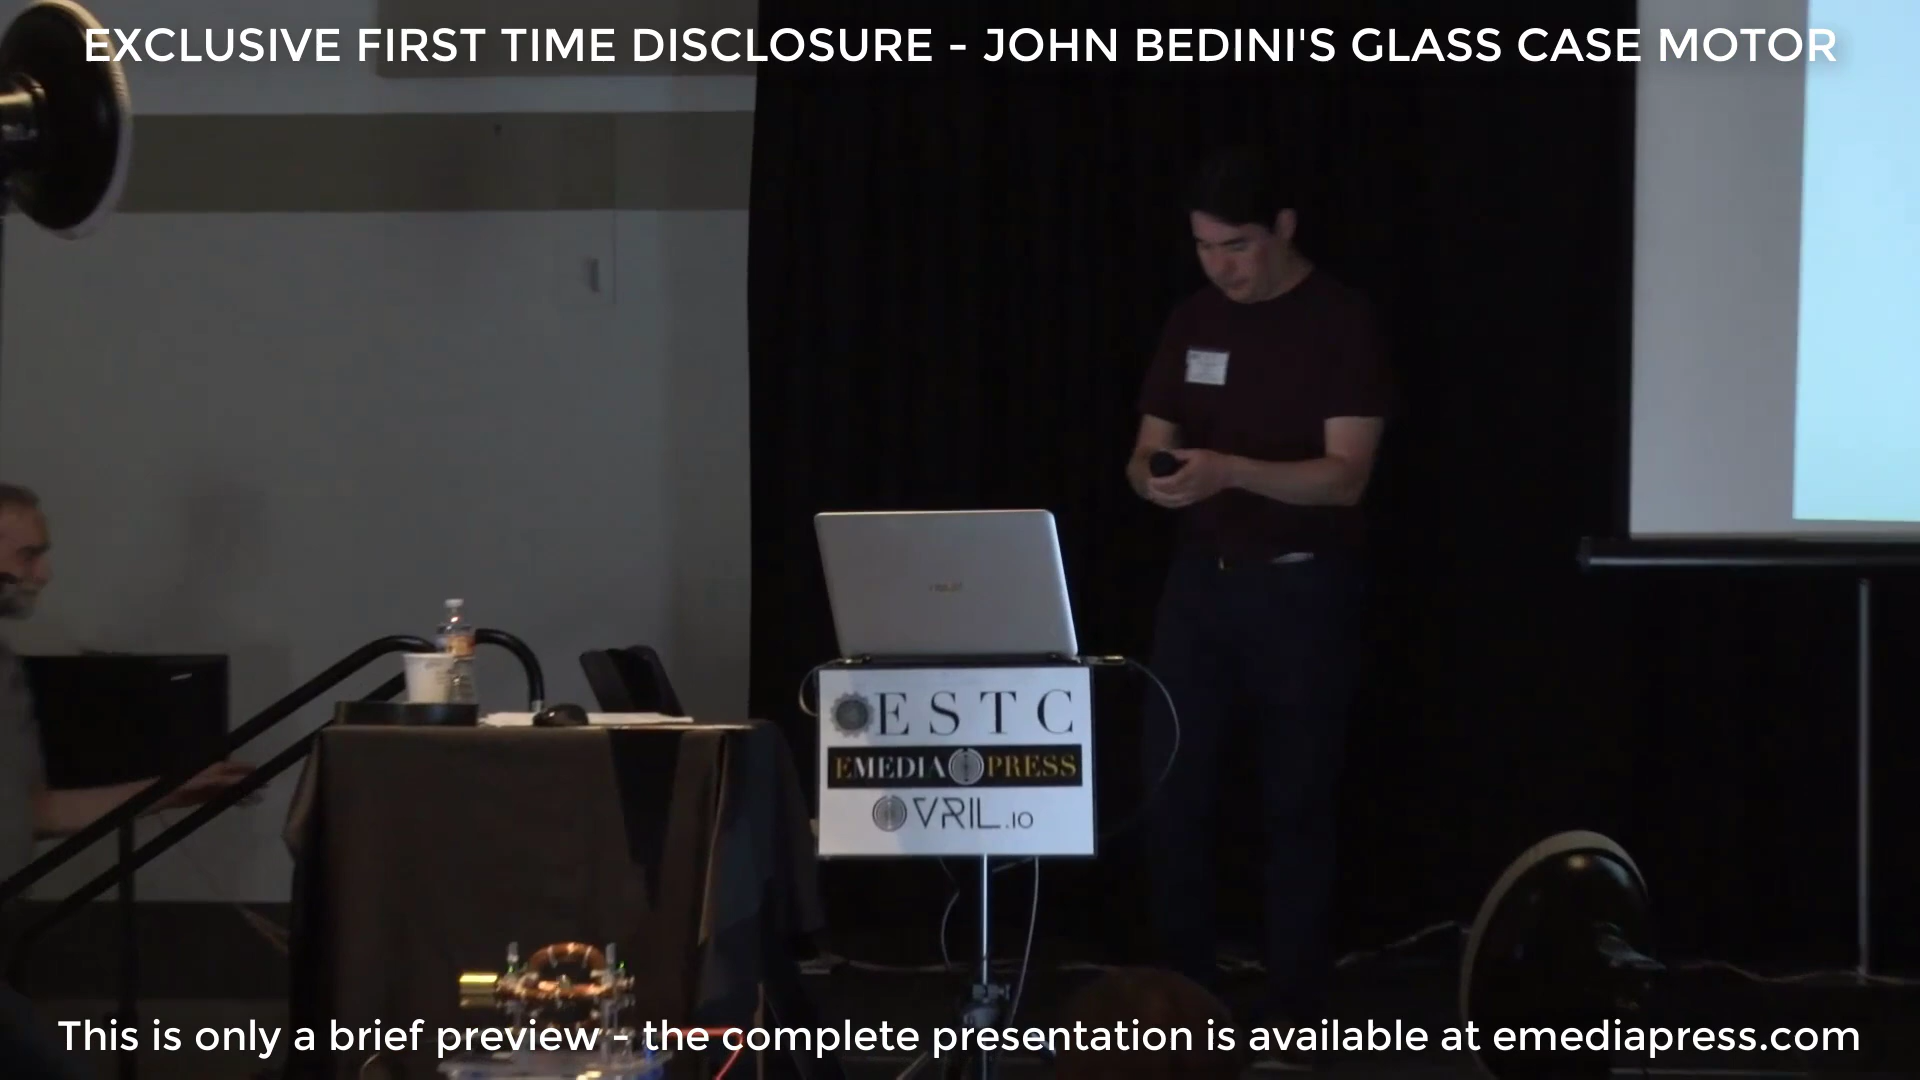 EXCLUSIVE FIRST TIME DISCLOSURE - JOHN BEDINI'S GLASS CASE MOTOR
ESTC
EMEDIA PRESS
VRIL.IO
This is only a brief preview - the complete presentation is available at emediapress.com